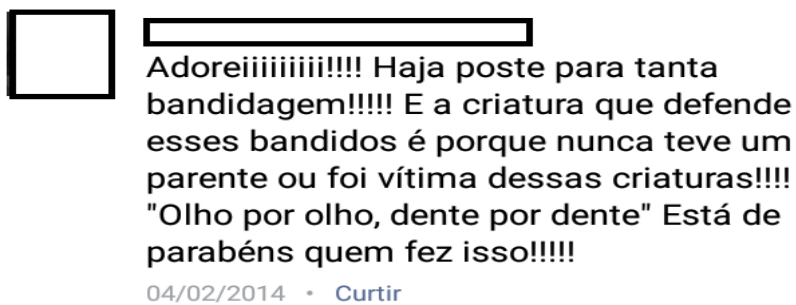 Adoreiiiiiiiiii!!!! Haja poste para tanta
bandidagem!!!!! E a criatura que defende
esses bandidos é porque nunca teve um
parente ou foi vítima dessas criaturas!!!!
"Olho por olho, dente por dente" Está de
parabéns quem fez isso!!!!!
04/02/2014 • Curtir